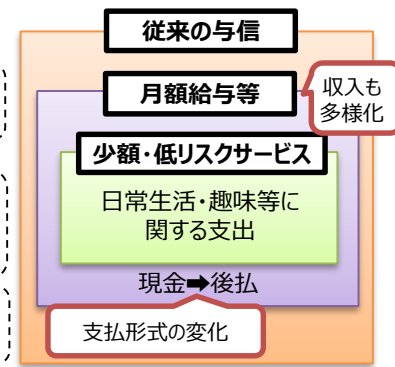 従来の与信
月額給与等
収入も
多様化
少額・低リスクサービス
日常生活・趣味等に
関する支出
現金➡後払
支払形式の変化